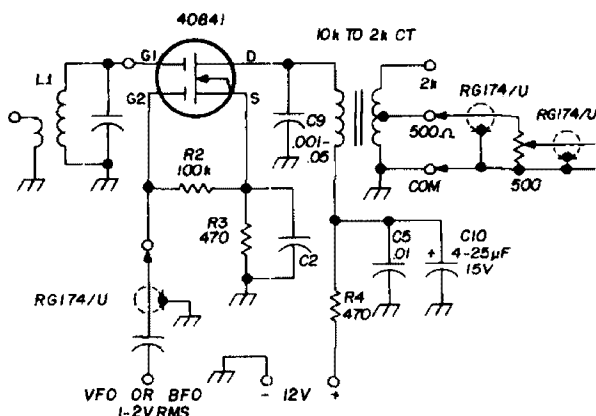 40841
10k TO 2k CT
G1
D
L1
G2
S
2k
RG174/U
RG174/U
C9
.001-
.05
500Ω
R2
100k
COM
500
R3
470
C2
C5
.01
C10
+ 4-25µF
15V
RG174/U
R4
470
VFO OR BFO
1-2V RMS
- 12V +